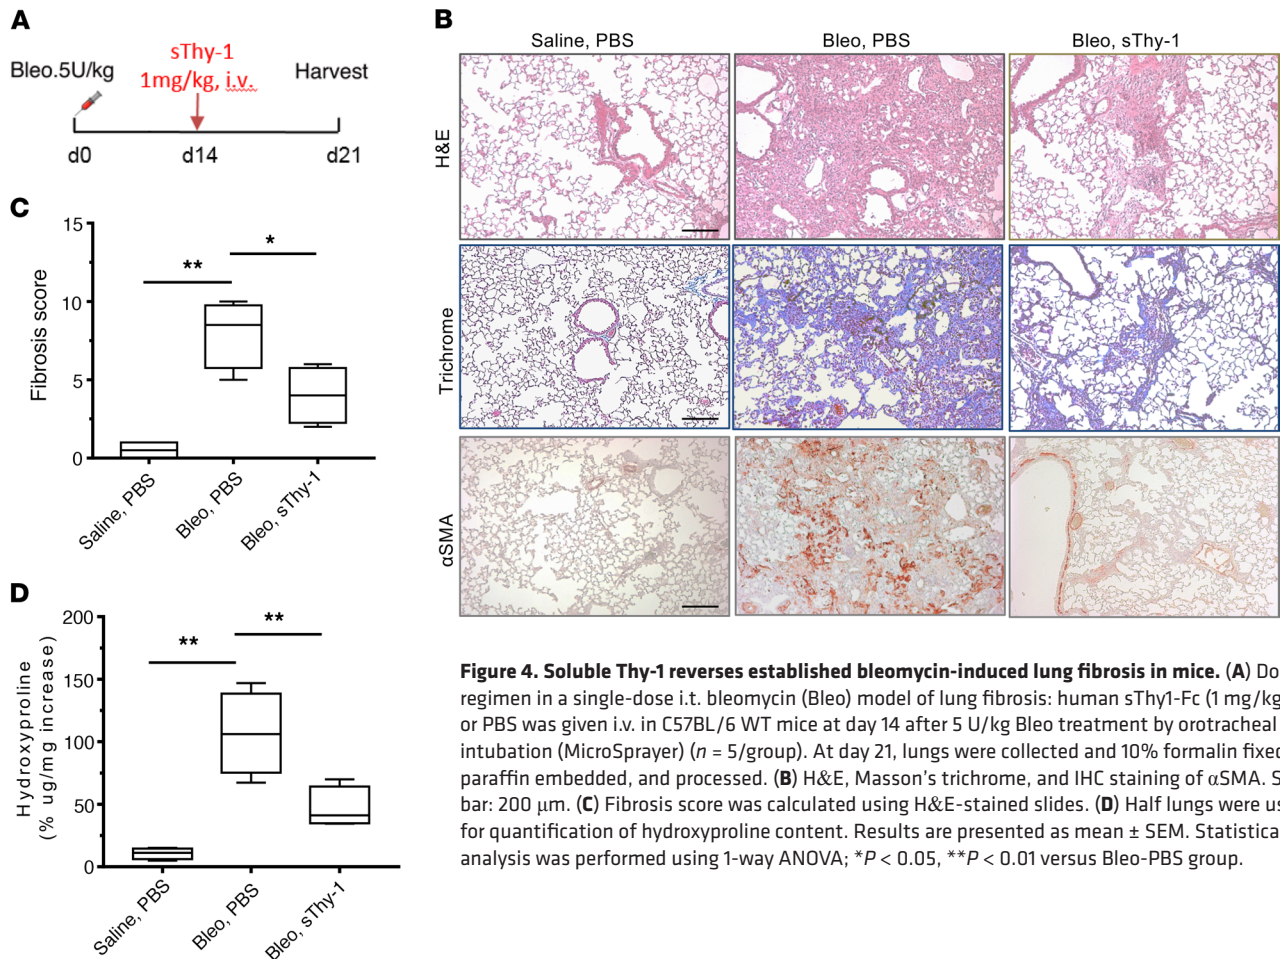 A
Bleo.5U/kg
sThy-1
1mg/kg, i.v.
Harvest
d0
d14
d21
B
Saline, PBS
Bleo, PBS
Bleo, sThy-1
H&E
Trichrome
αSMA
C
Fibrosis score
15
10
5
0
**
*
Saline, PBS
Bleo, PBS
Bleo, sThy-1
D
Hydroxyproline
(% ug/mg increase)
200
150
100
50
0
**
**
Saline, PBS
Bleo, PBS
Bleo, sThy-1
Figure 4. Soluble Thy-1 reverses established bleomycin-induced lung fibrosis in mice. (A) Do
regimen in a single-dose i.t. bleomycin (Bleo) model of lung fibrosis: human sThy1-Fc (1 mg/kg
or PBS was given i.v. in C57BL/6 WT mice at day 14 after 5 U/kg Bleo treatment by orotracheal
intubation (MicroSprayer) (n = 5/group). At day 21, lungs were collected and 10% formalin fixed
paraffin embedded, and processed. (B) H&E, Masson's trichrome, and IHC staining of αSMA. S
bar: 200 μm. (C) Fibrosis score was calculated using H&E-stained slides. (D) Half lungs were us
for quantification of hydroxyproline content. Results are presented as mean ± SEM. Statistica
analysis was performed using 1-way ANOVA; *P < 0.05, **P < 0.01 versus Bleo-PBS group.